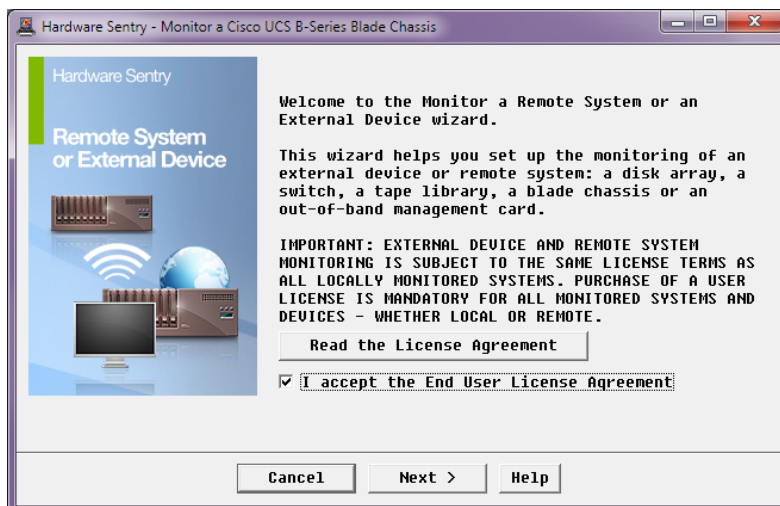 Hardware Sentry - Monitor a Cisco UCS B-Series Blade Chassis
Hardware Sentry
Remote System
or External Device
Welcome to the Monitor a Remote System or an
External Device wizard.
This wizard helps you set up the monitoring of an
external device or remote system: a disk array, a
switch, a tape library, a blade chassis or an
out-of-band management card.
IMPORTANT: EXTERNAL DEVICE AND REMOTE SYSTEM
MONITORING IS SUBJECT TO THE SAME LICENSE TERMS AS
ALL LOCALLY MONITORED SYSTEMS. PURCHASE OF A USER
LICENSE IS MANDATORY FOR ALL MONITORED SYSTEMS AND
DEVICES - WHETHER LOCAL OR REMOTE.
Read the License Agreement
I accept the End User License Agreement
Cancel
Next >
Help